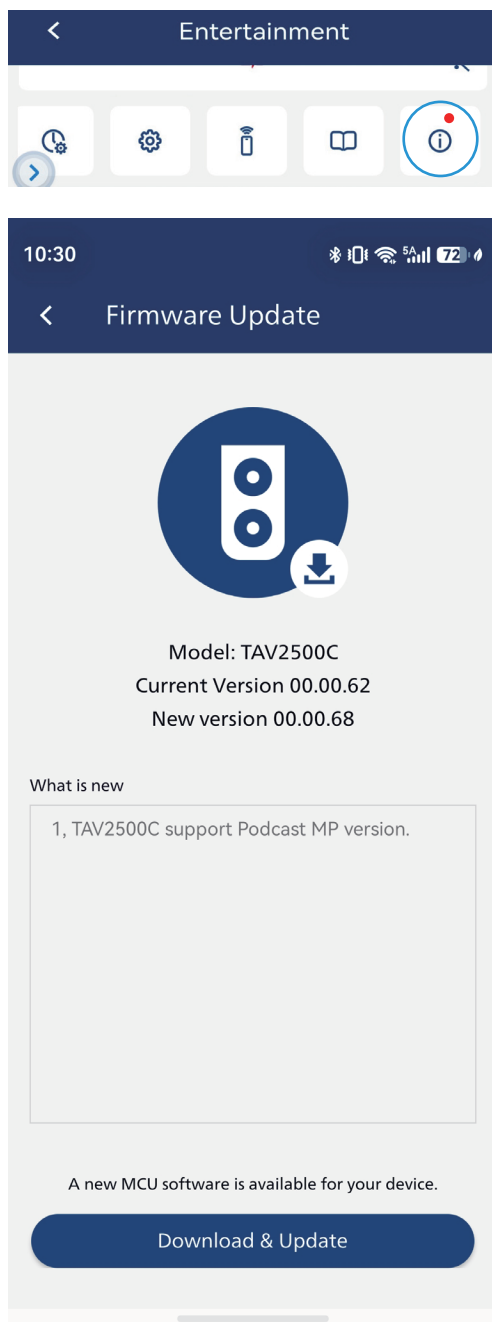 Entertainment
10:30
5A
72
Firmware Update
Model: TAV2500C
Current Version 00.00.62
New version 00.00.68
What is new
1, TAV2500C support Podcast MP version.
A new MCU software is available for your device.
Download & Update